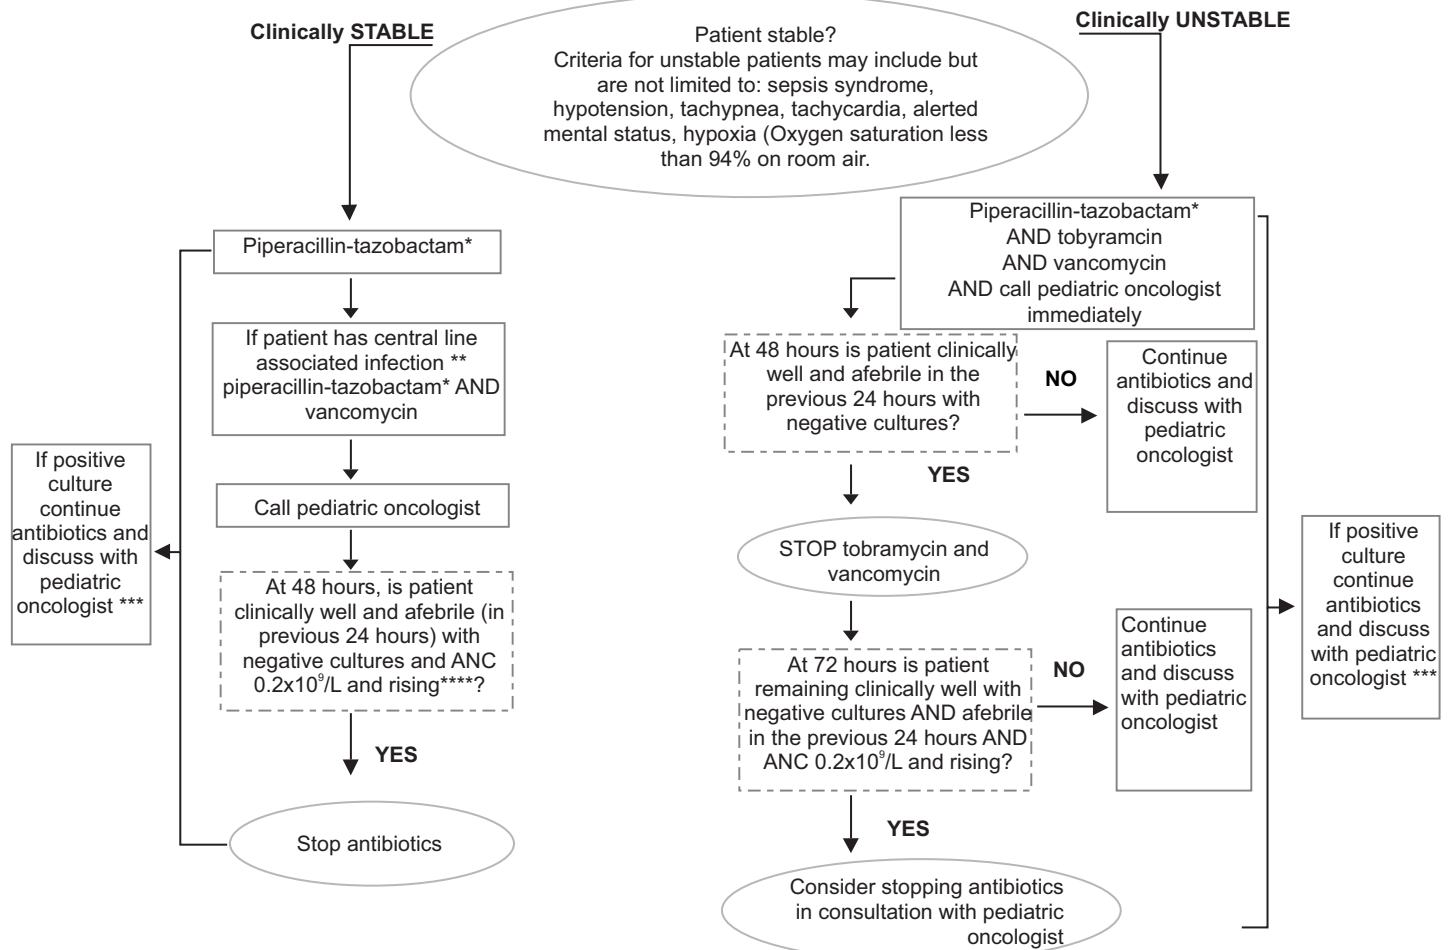 Clinically STABLE
Patient stable?
Criteria for unstable patients may include but
are not limited to: sepsis syndrome,
hypotension, tachypnea, tachycardia, alerted
mental status, hypoxia (Oxygen saturation less
than 94% on room air.
Clinically UNSTABLE
Piperacillin-tazobactam*
If patient has central line
associated infection **
piperacillin-tazobactam* AND
vancomycin
Call pediatric oncologist
At 48 hours, is patient
clinically well and afebrile (in
previous 24 hours) with
negative cultures and ANC
0.2x10⁹/L and rising****?
YES
Stop antibiotics
If positive
culture
continue
antibiotics and
discuss with
pediatric
oncologist ***
Piperacillin-tazobactam*
AND tobyramcin
AND vancomycin
AND call pediatric oncologist
immediately
At 48 hours is patient clinically
well and afebrile in the
previous 24 hours with
negative cultures?
NO
Continue
antibiotics and
discuss with
pediatric
oncologist
YES
STOP tobramycin and
vancomycin
At 72 hours is patient
remaining clinically well with
negative cultures AND afebrile
in the previous 24 hours AND
ANC 0.2x10⁹/L and rising?
NO
Continue
antibiotics
and discuss
with pediatric
oncologist
YES
Consider stopping antibiotics
in consultation with pediatric
oncologist
If positive
culture
continue
antibiotics
and discuss
with pediatric
oncologist ***